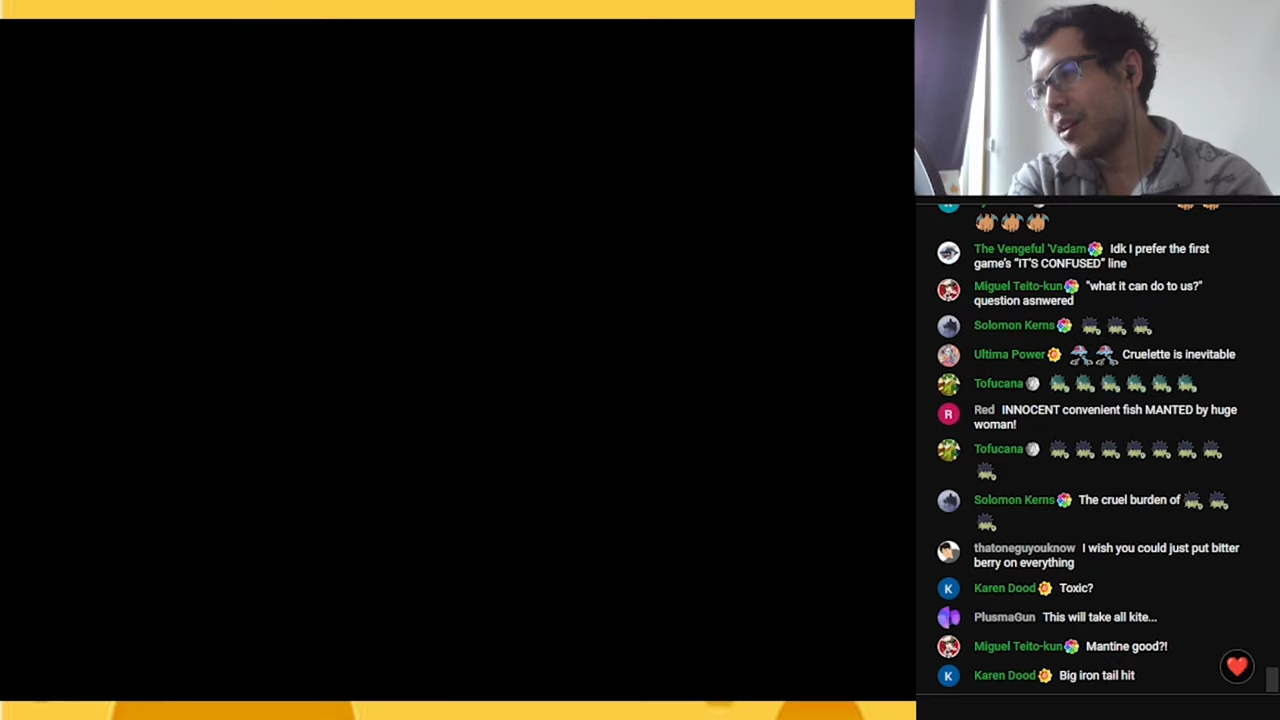 The Vengeful 'Vadam Idk I prefer the first
game's “IT'S CONFUSED” line
Miguel Teito-kun "what it can do to us?"
question asnwered
Solomon Kerns
Ultima Power Cruelette is inevitable
Tofucana
R Red INNOCENT convenient fish MANTED by huge
woman!
Tofucana
Solomon Kerns The cruel burden of
thatoneguyouknow I wish you could just put bitter
berry on everything
K Karen Dood Toxic?
PlusmaGun This will take all kite...
Miguel Teito-kun Mantine good?!
K Karen Dood Big iron tail hit